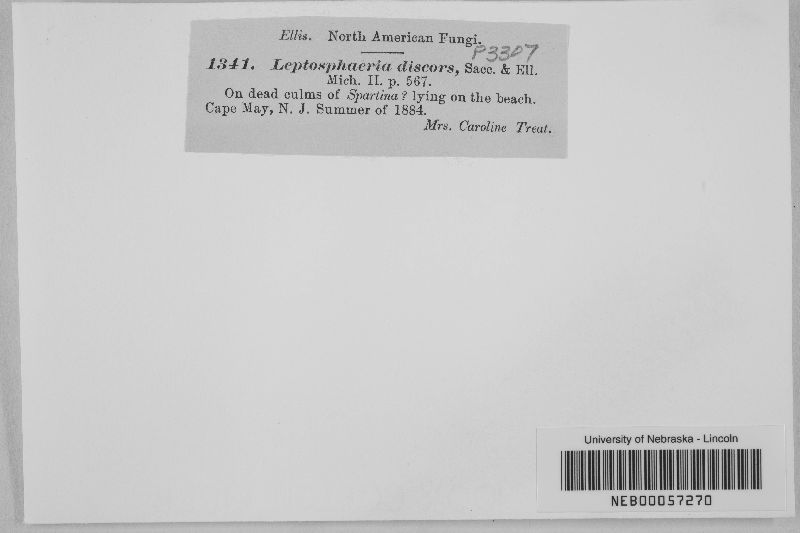 Ellis. North American Fungi.
P3307
1341. Leptosphaeria discors, Sacc. & Ell.
Mich. II. p. 567.
On dead culms of Spartina? lying on the beach.
Cape May, N. J. Summer of 1884.
Mrs. Caroline Treat.
University of Nebraska - Lincoln
NEB00057270